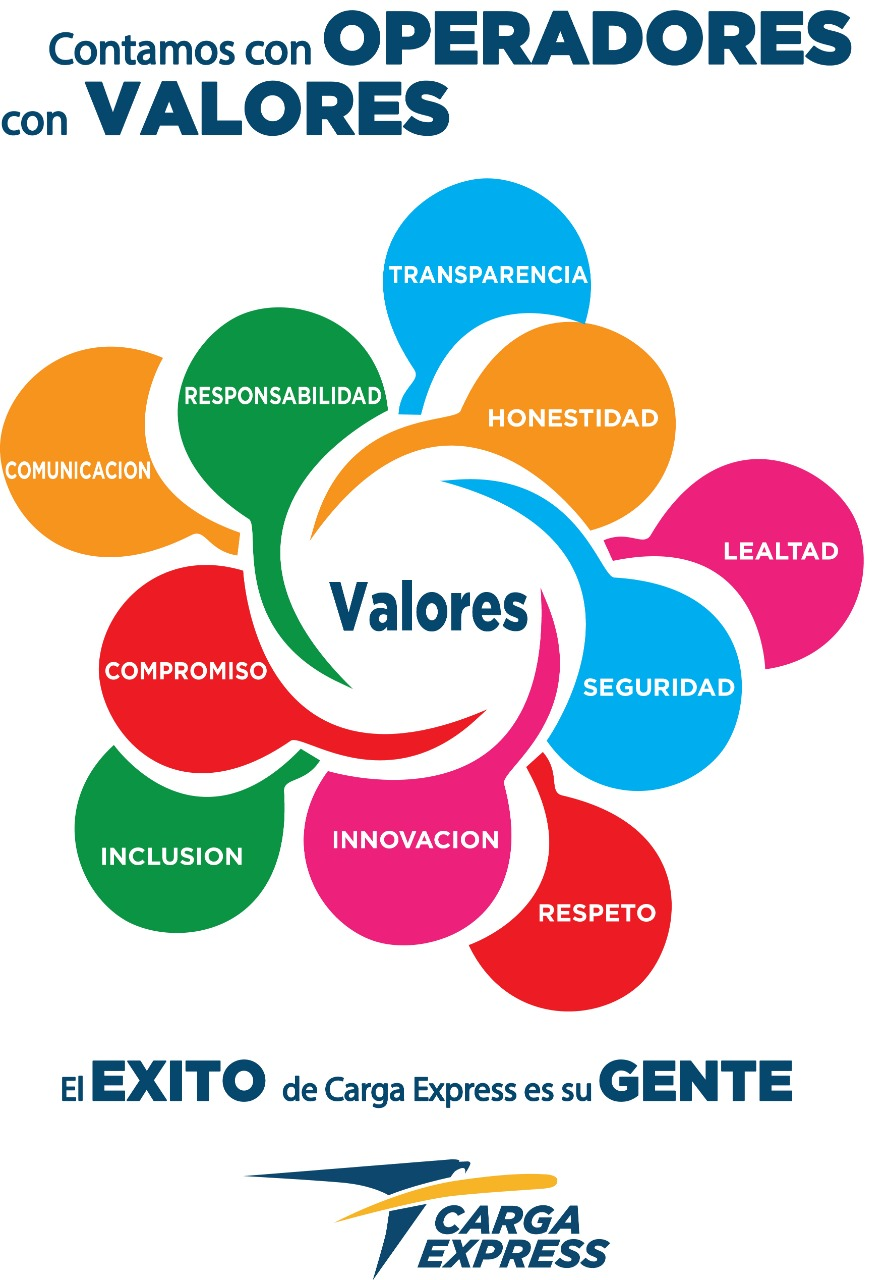 Contamos con OPERADORES
con VALORES
TRANSPARENCIA
RESPONSABILIDAD
HONESTIDAD
COMUNICACION
LEALTAD
Valores
COMPROMISO
SEGURIDAD
INNOVACION
INCLUSION
RESPETO
El EXITO de Carga Express es su GENTE
CARGA
EXPRESS